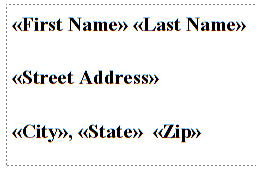 «First Name» «Last Name»
«Street Address»
«City», «State»  «Zip»